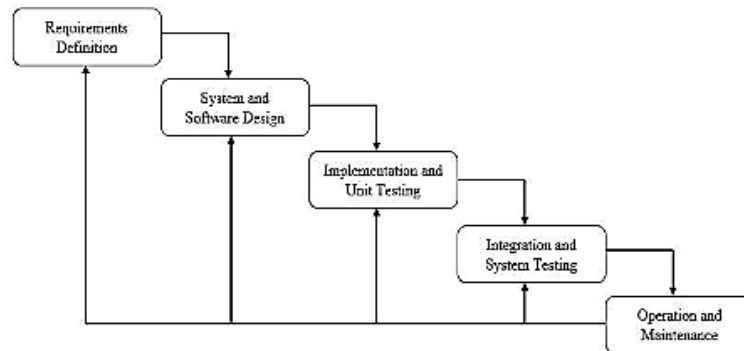 Requirements
Definition
System and
Software Design
Implementation and
Unit Testing
Integration and
System Testing
Operation and
Maintenance